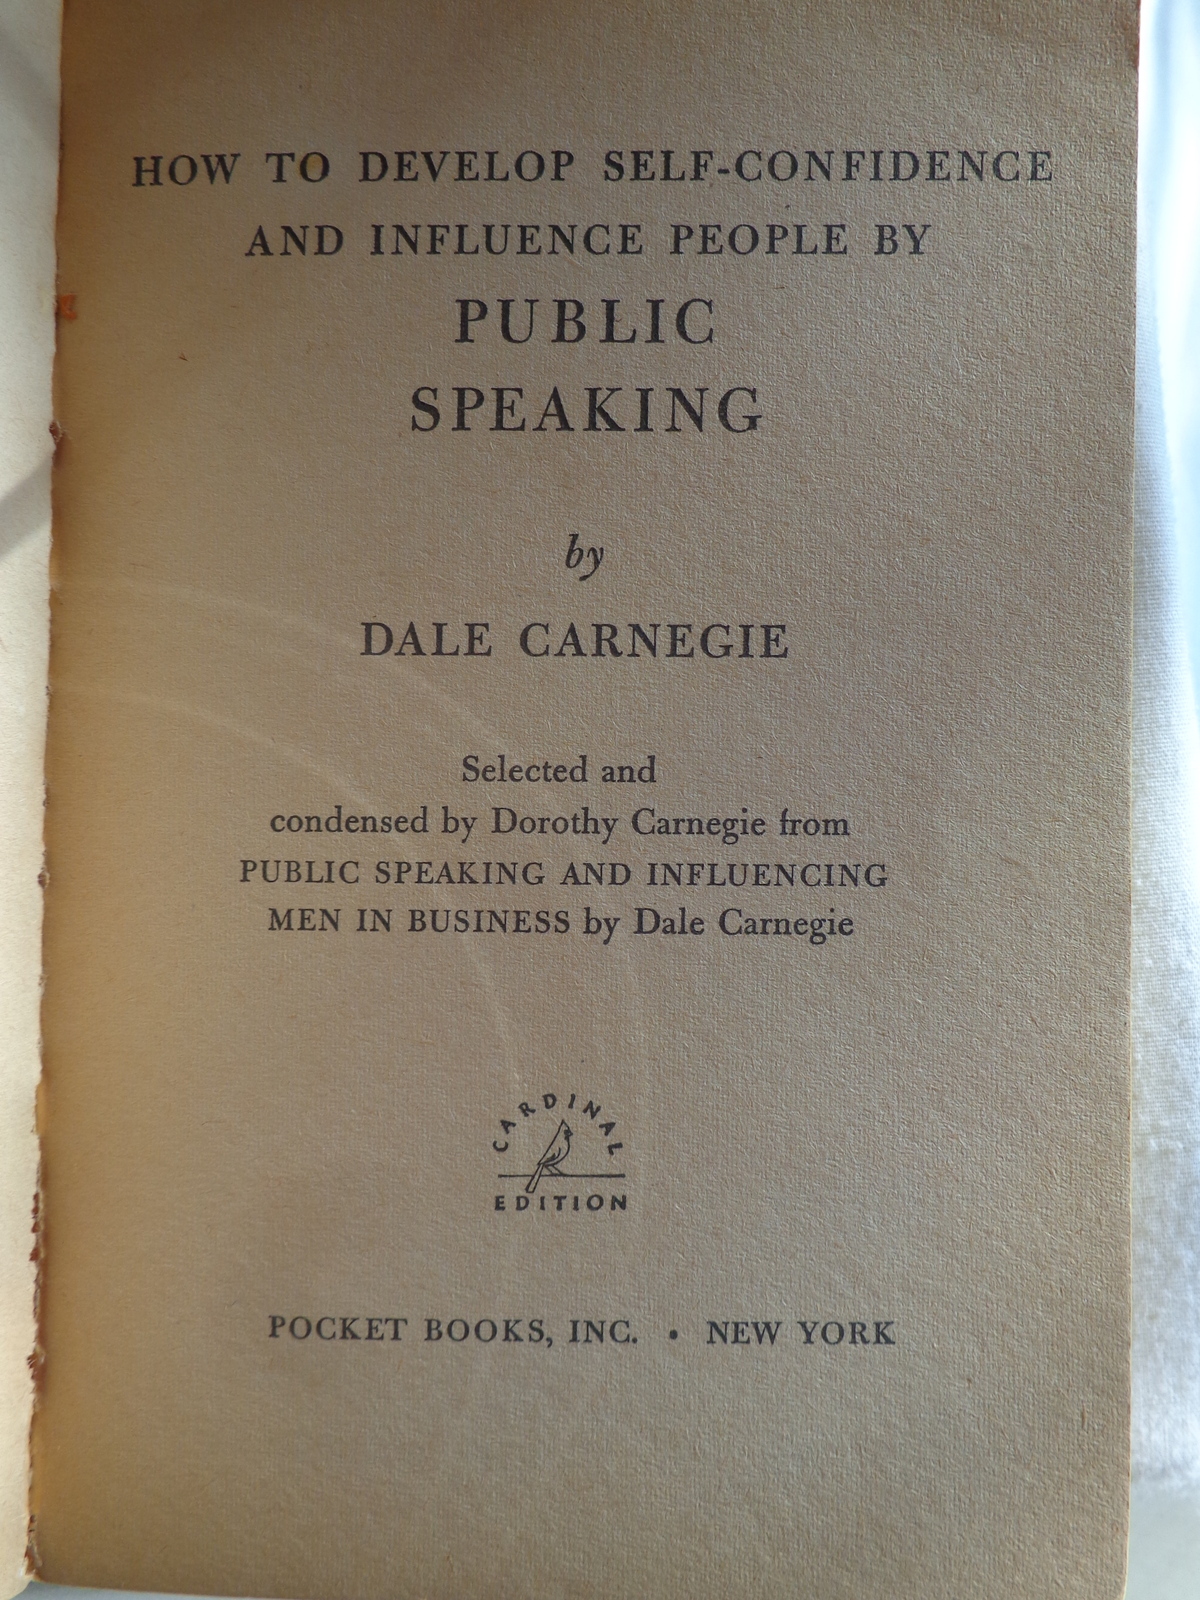 HOW TO DEVELOP SELF-CONFIDENCE
AND INFLUENCE PEOPLE BY
PUBLIC
SPEAKING
by
DALE CARNEGIE
Selected and
condensed by Dorothy Carnegie from
PUBLIC SPEAKING AND INFLUENCING
MEN IN BUSINESS by Dale Carnegie
CARDINAL
EDITION
POCKET BOOKS, INC. • NEW YORK